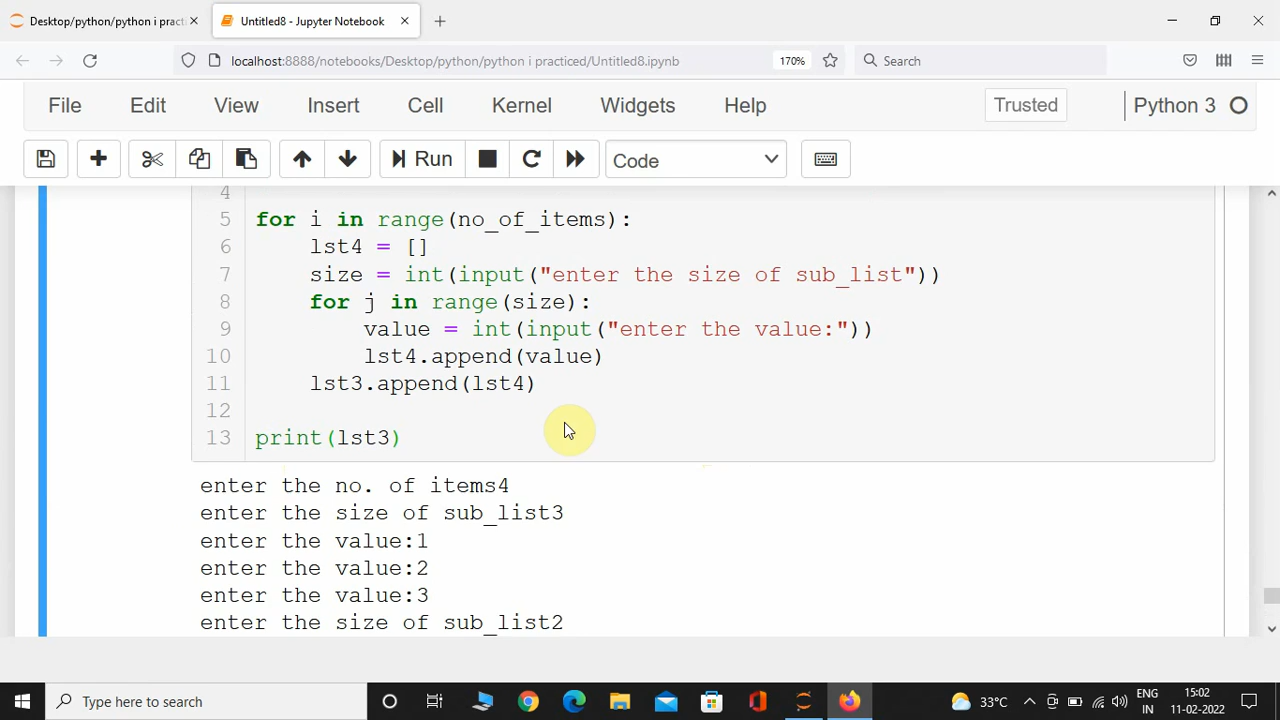 Desktop/python/python i practi
Untitled8 - Jupyter Notebook
localhost:8888/notebooks/Desktop/python/python i practiced/Untitled8.ipynb
170%
Search
File Edit View Insert Cell Kernel Widgets Help
Trusted
Python 3
Run
Code
4
5 for i in range(no_of_items):
6 lst4 = []
7 size = int(input("enter the size of sub_list"))
8 for j in range(size):
9 value = int(input("enter the value:"))
10 lst4.append(value)
11 lst3.append(lst4)
12
13 print(lst3)
enter the no. of items4
enter the size of sub_list3
enter the value:1
enter the value:2
enter the value:3
enter the size of sub_list2
Type here to search
33°C
ENG
IN
15:02
11-02-2022